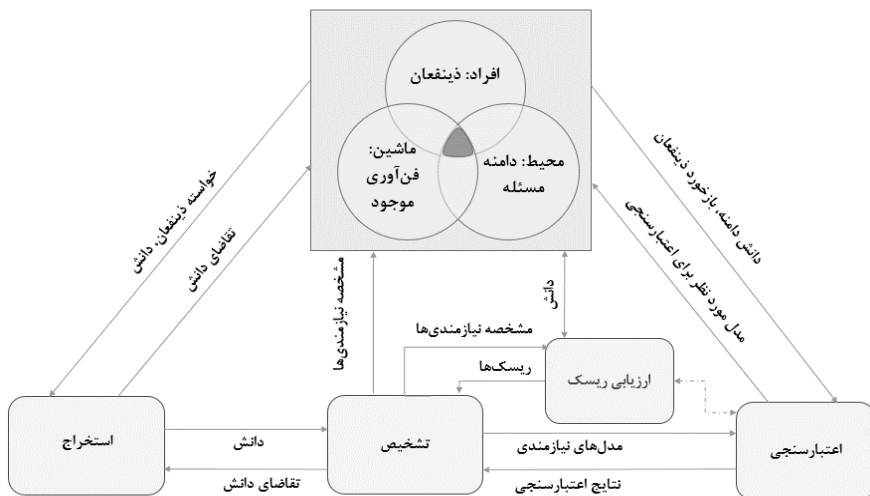 افراد: ذینفعان
ماشین:
فن‌آوری
موجود
محیط: دامنه
مسئله
خواسته ذینفعان، دانش
تقاضای دانش
دانش دامنه، بازخورد ذینفعان
مدل مورد نظر برای اعتبارسنجی
مشخصه نیازمندی‌ها
دانش
مشخصه نیازمندی‌ها
ریسک‌ها
ارزیابی ریسک
استخراج
دانش
تقاضای دانش
تشخیص
مدل‌های نیازمندی
نتایج اعتبارسنجی
اعتبارسنجی